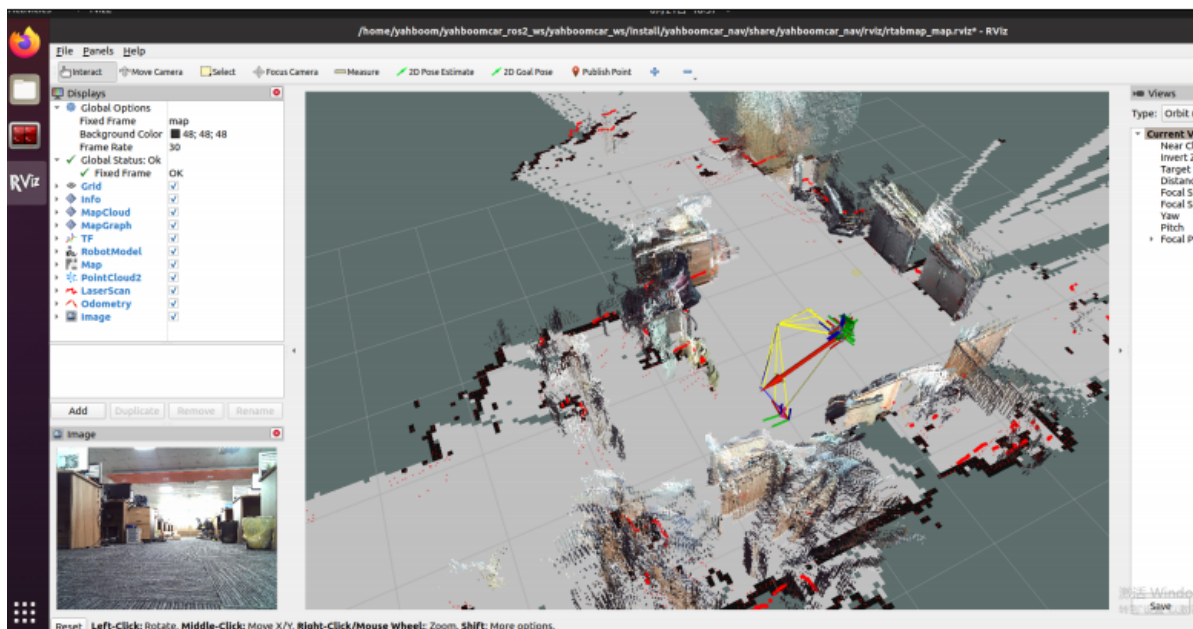 /home/yahboom/yahboomcar_ros2_ws/yahboomcar_ws/install/yahboomcar_nav/share/yahboomcar_nav/rviz/rtabmap_map.rviz* - RViz
File Panels Help
Interact Move Camera Select Focus Camera Measure 2D Pose Estimate 2D Goal Pose Publish Point
Displays
Global Options
Fixed Frame map
Background Color 48; 48; 48
Frame Rate 30
Global Status: Ok
Fixed Frame OK
Grid
Info
MapCloud
MapGraph
TF
RobotModel
Map
PointCloud2
LaserScan
Odometry
Image
Add Duplicate Remove Rename
Image
Reset Left-Click: Rotate. Middle-Click: Move X/Y. Right-Click/Mouse Wheel: Zoom. Shift: More options.
RViz
Views
Type: Orbit
Current V
Near Cl
Invert Z
Target
Distanc
Focal S
Focal S
Yaw
Pitch
Focal P
激活 Windo
Save